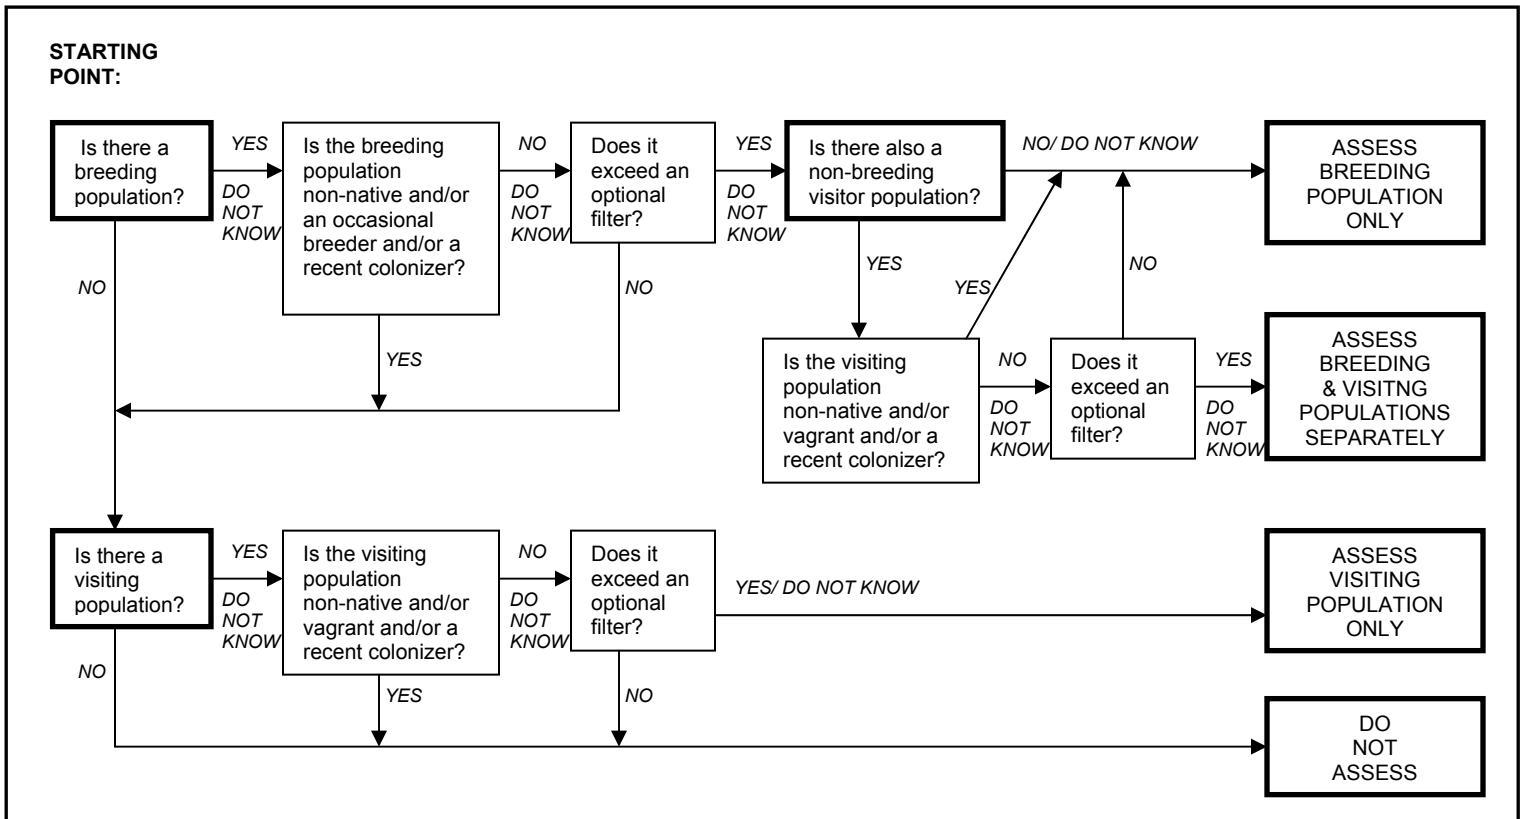 STARTING
POINT:
Is there a
breeding
population?
YES
DO
NOT
KNOW
Is the breeding
population
non-native and/or
an occasional
breeder and/or a
recent colonizer?
NO
DO
NOT
KNOW
Does it
exceed an
optional
filter?
YES
DO
NOT
KNOW
Is there also a
non-breeding
visitor population?
NO/ DO NOT KNOW
ASSESS
BREEDING
POPULATION
ONLY
NO
YES
NO
YES
YES
NO
Is the visiting
population
non-native and/or
vagrant and/or a
recent colonizer?
NO
DO
NOT
KNOW
Does it
exceed an
optional
filter?
YES
DO
NOT
KNOW
ASSESS
BREEDING
& VISITNG
POPULATIONS
SEPARATELY
Is there a
visiting
population?
YES
DO
NOT
KNOW
Is the visiting
population
non-native and/or
vagrant and/or a
recent colonizer?
NO
DO
NOT
KNOW
Does it
exceed an
optional
filter?
YES/ DO NOT KNOW
ASSESS
VISITING
POPULATION
ONLY
NO
YES
NO
DO
NOT
ASSESS